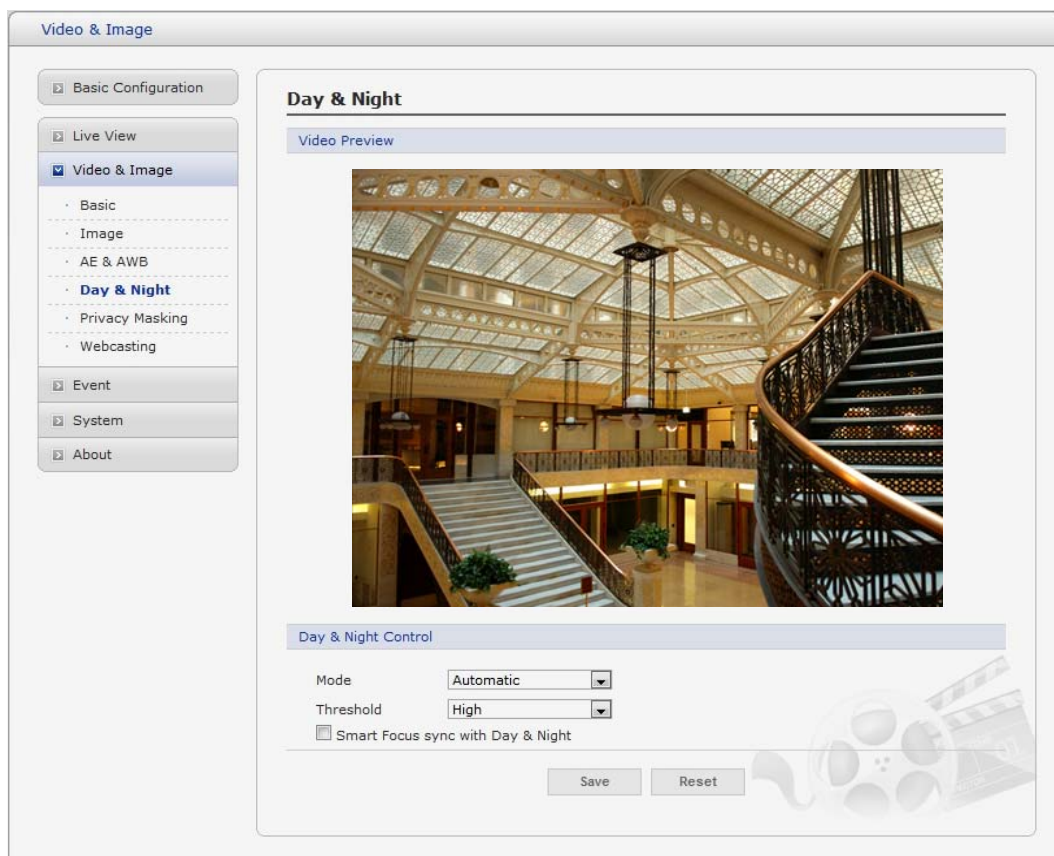 Video & Image
Basic Configuration
Live View
Video & Image
Basic
Image
AE & AWB
Day & Night
Privacy Masking
Webcasting
Event
System
About
Day & Night
Video Preview
Day & Night Control
Mode Automatic
Threshold High
Smart Focus sync with Day & Night
Save Reset